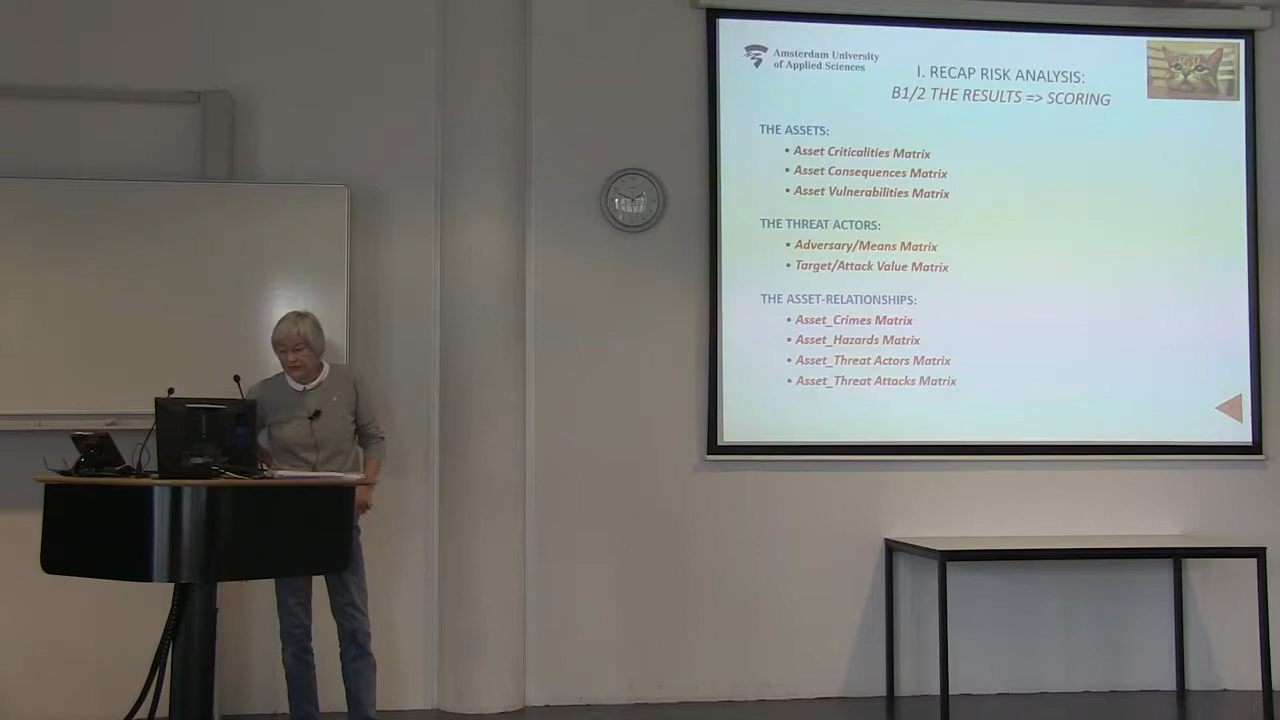 Amsterdam University
of Applied Sciences
I. RECAP RISK ANALYSIS:
B1/2 THE RESULTS => SCORING
THE ASSETS:
• Asset Criticalities Matrix
• Asset Consequences Matrix
• Asset Vulnerabilities Matrix
THE THREAT ACTORS:
• Adversary/Means Matrix
• Target/Attack Value Matrix
THE ASSET-RELATIONSHIPS:
• Asset_Crimes Matrix
• Asset_Hazards Matrix
• Asset_Threat Actors Matrix
• Asset_Threat Attacks Matrix